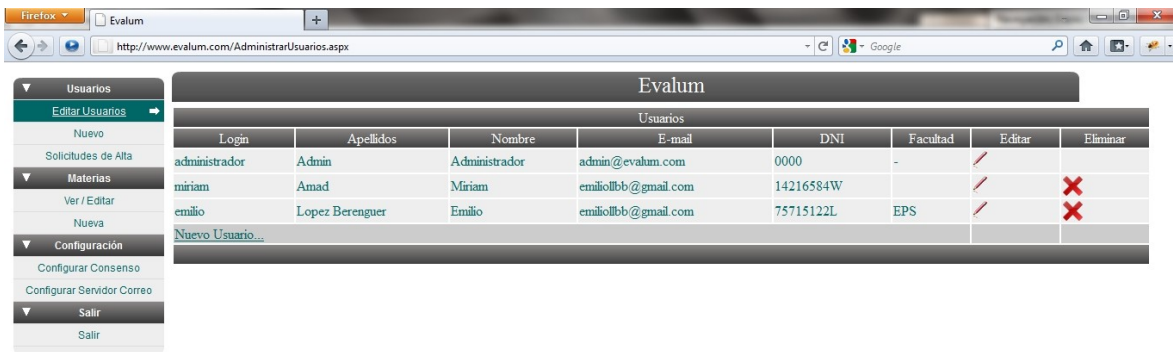 Firefox
Evalum
http://www.evalum.com/AdministrarUsuarios.aspx
Google
Usuarios
Editar Usuarios
Nuevo
Solicitudes de Alta
Materias
Ver / Editar
Nueva
Configuración
Configurar Consenso
Configurar Servidor Correo
Salir
Salir
Evalum
Usuarios
Login Apellidos Nombre E-mail DNI Facultad Editar Eliminar
administrador Admin Administrador admin@evalum.com 0000 -
miriam Amad Miriam emiliollbb@gmail.com 14216584W
emilio Lopez Berenguer Emilio emiliollbb@gmail.com 75715122L EPS
Nuevo Usuario...